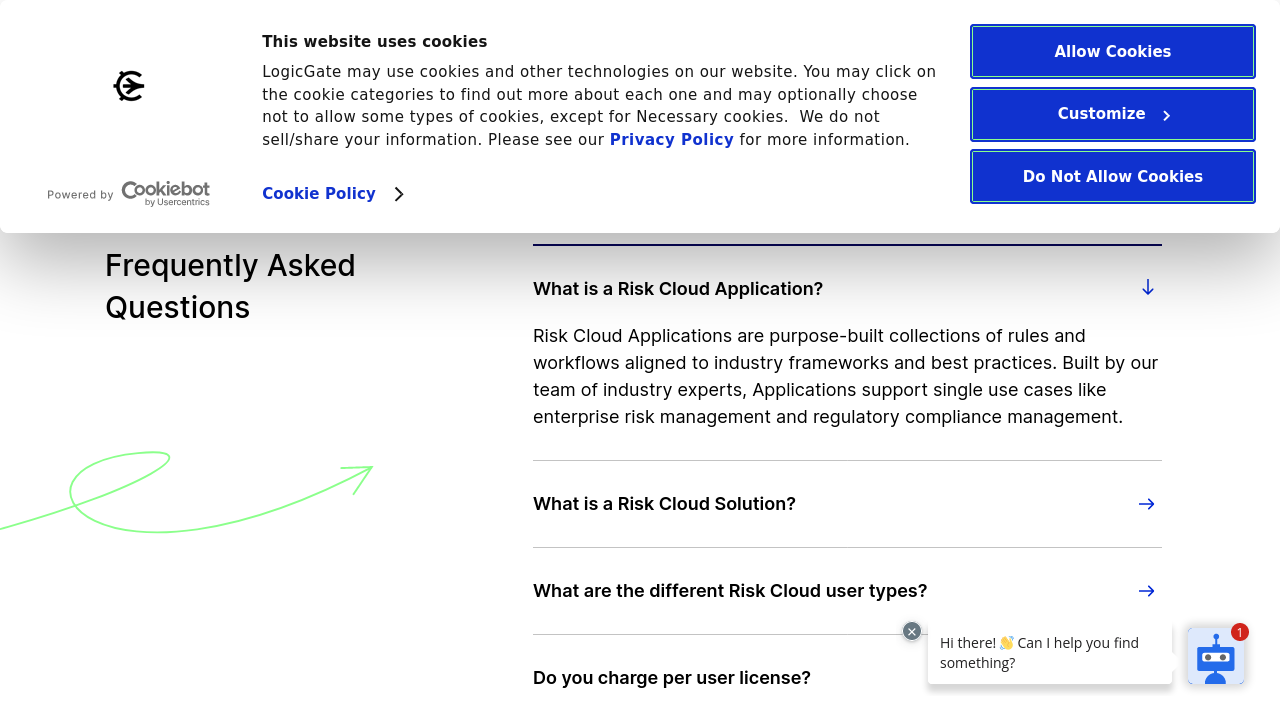 This website uses cookies
LogicGate may use cookies and other technologies on our website. You may click on
the cookie categories to find out more about each one and may optionally choose
not to allow some types of cookies, except for Necessary cookies.  We do not
sell/share your information. Please see our Privacy Policy for more information.
Cookie Policy
Powered by Cookiebot
by Usercentrics
Allow Cookies
Customize
Do Not Allow Cookies
Frequently Asked
Questions
What is a Risk Cloud Application?
Risk Cloud Applications are purpose-built collections of rules and
workflows aligned to industry frameworks and best practices. Built by our
team of industry experts, Applications support single use cases like
enterprise risk management and regulatory compliance management.
What is a Risk Cloud Solution?
What are the different Risk Cloud user types?
Do you charge per user license?
Hi there! 👋 Can I help you find
something?
1